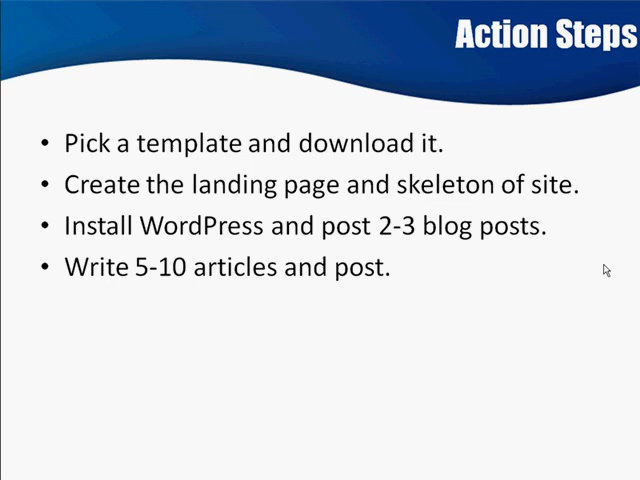 Action Steps
• Pick a template and download it.
• Create the landing page and skeleton of site.
• Install WordPress and post 2-3 blog posts.
• Write 5-10 articles and post.